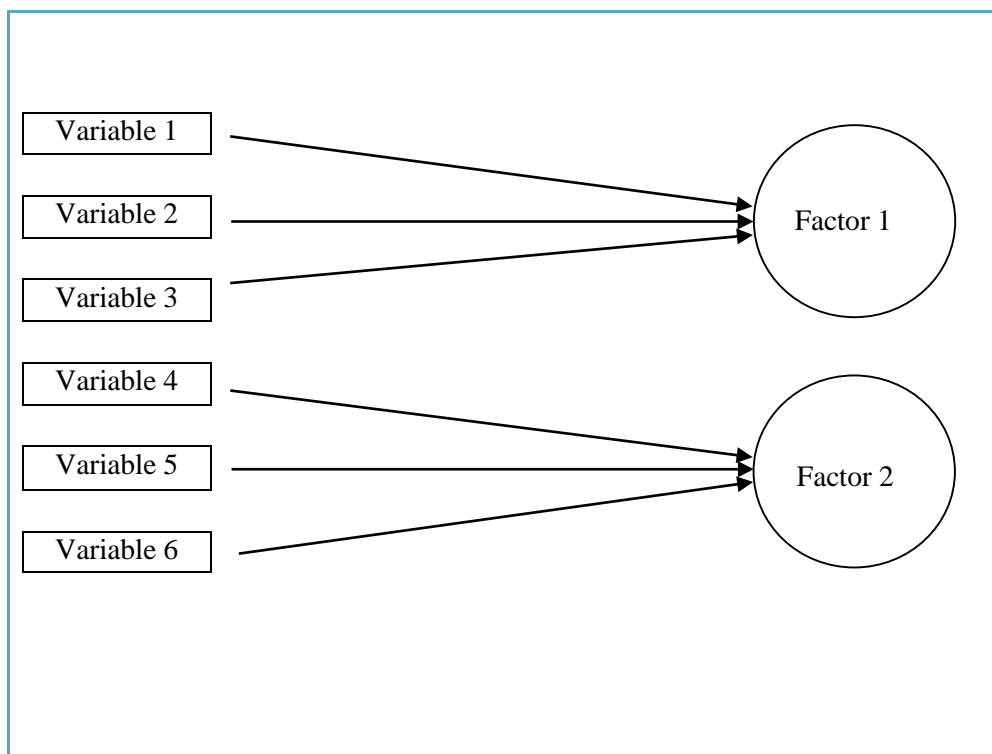 Variable 1
Variable 2
Factor 1
Variable 3
Variable 4
Variable 5
Factor 2
Variable 6